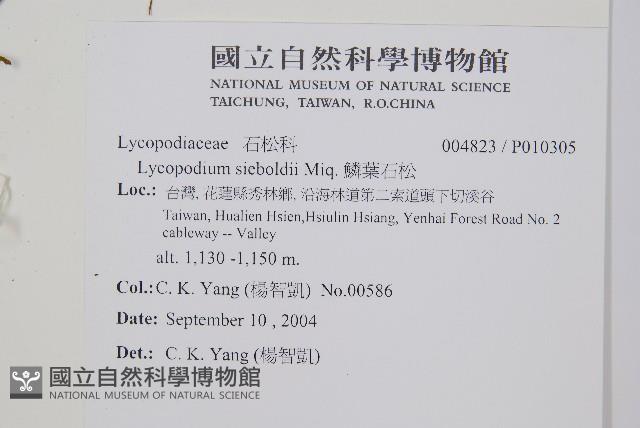 國立自然科學博物館
NATIONAL MUSEUM OF NATURAL SCIENCE
TAICHUNG, TAIWAN, R.O.CHINA
Lycopodiaceae 石松科 004823 / P010305
Lycopodium sieboldii Miq. 鱗葉石松
Loc.: 台灣, 花蓮縣秀林鄉, 沿海林道第二索道頭下切溪谷
Taiwan, Hualien Hsien,Hsiulin Hsiang, Yenhai Forest Road No. 2
cableway -- Valley
alt. 1,130 -1,150 m.
Col.: C. K. Yang (楊智凱) No.00586
Date: September 10 , 2004
Det.: C. K. Yang (楊智凱)
國立自然科學博物館
NATIONAL MUSEUM OF NATURAL SCIENCE